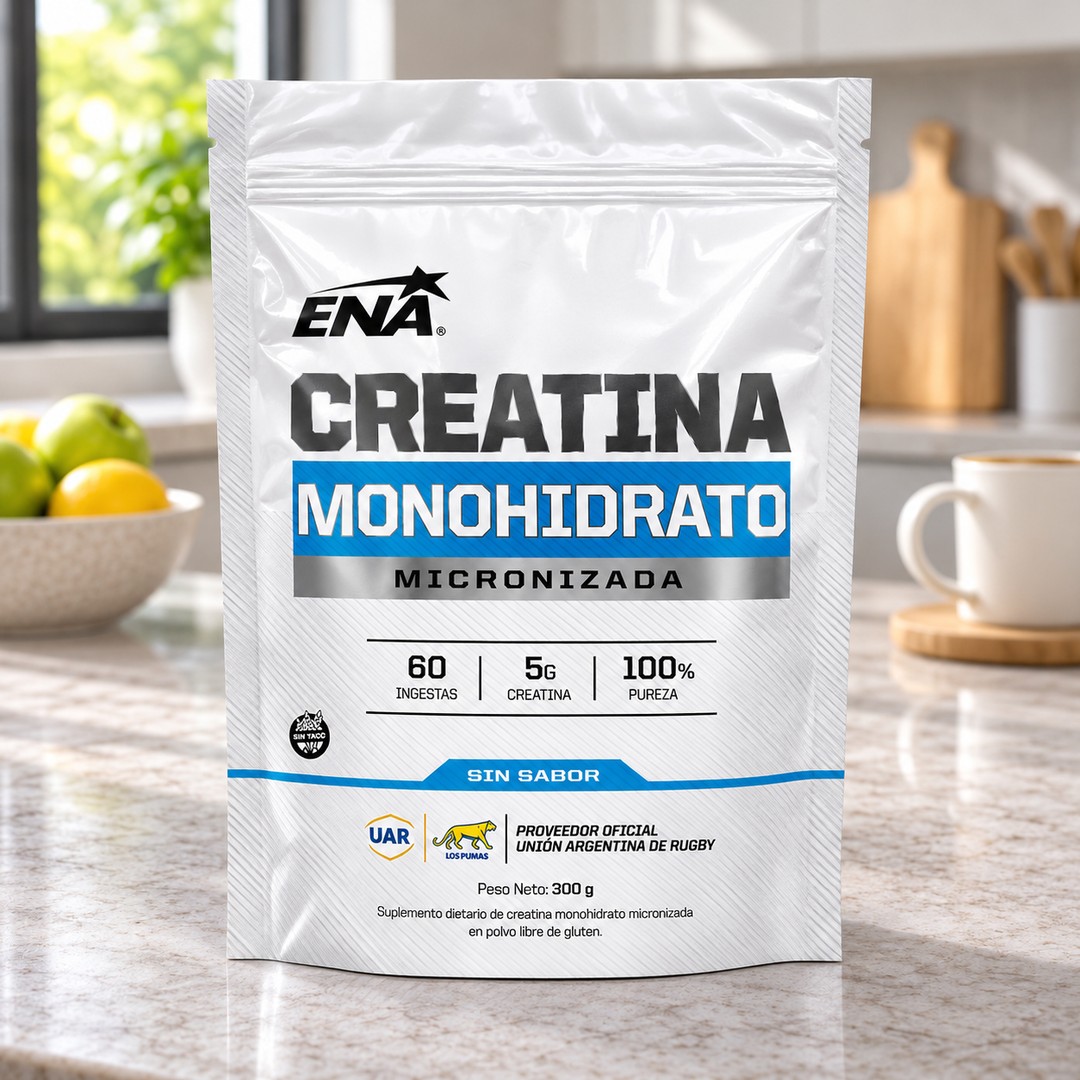 ENA®
CREATINA
MONOHIDRATO
MICRONIZADA
60 INGESTAS
5G CREATINA
100% PUREZA
SIN TACC
SIN SABOR
UAR
LOS PUMAS
PROVEEDOR OFICIAL
UNIÓN ARGENTINA DE RUGBY
Peso Neto: 300 g
Suplemento dietario de creatina monohidrato micronizada
en polvo libre de gluten.